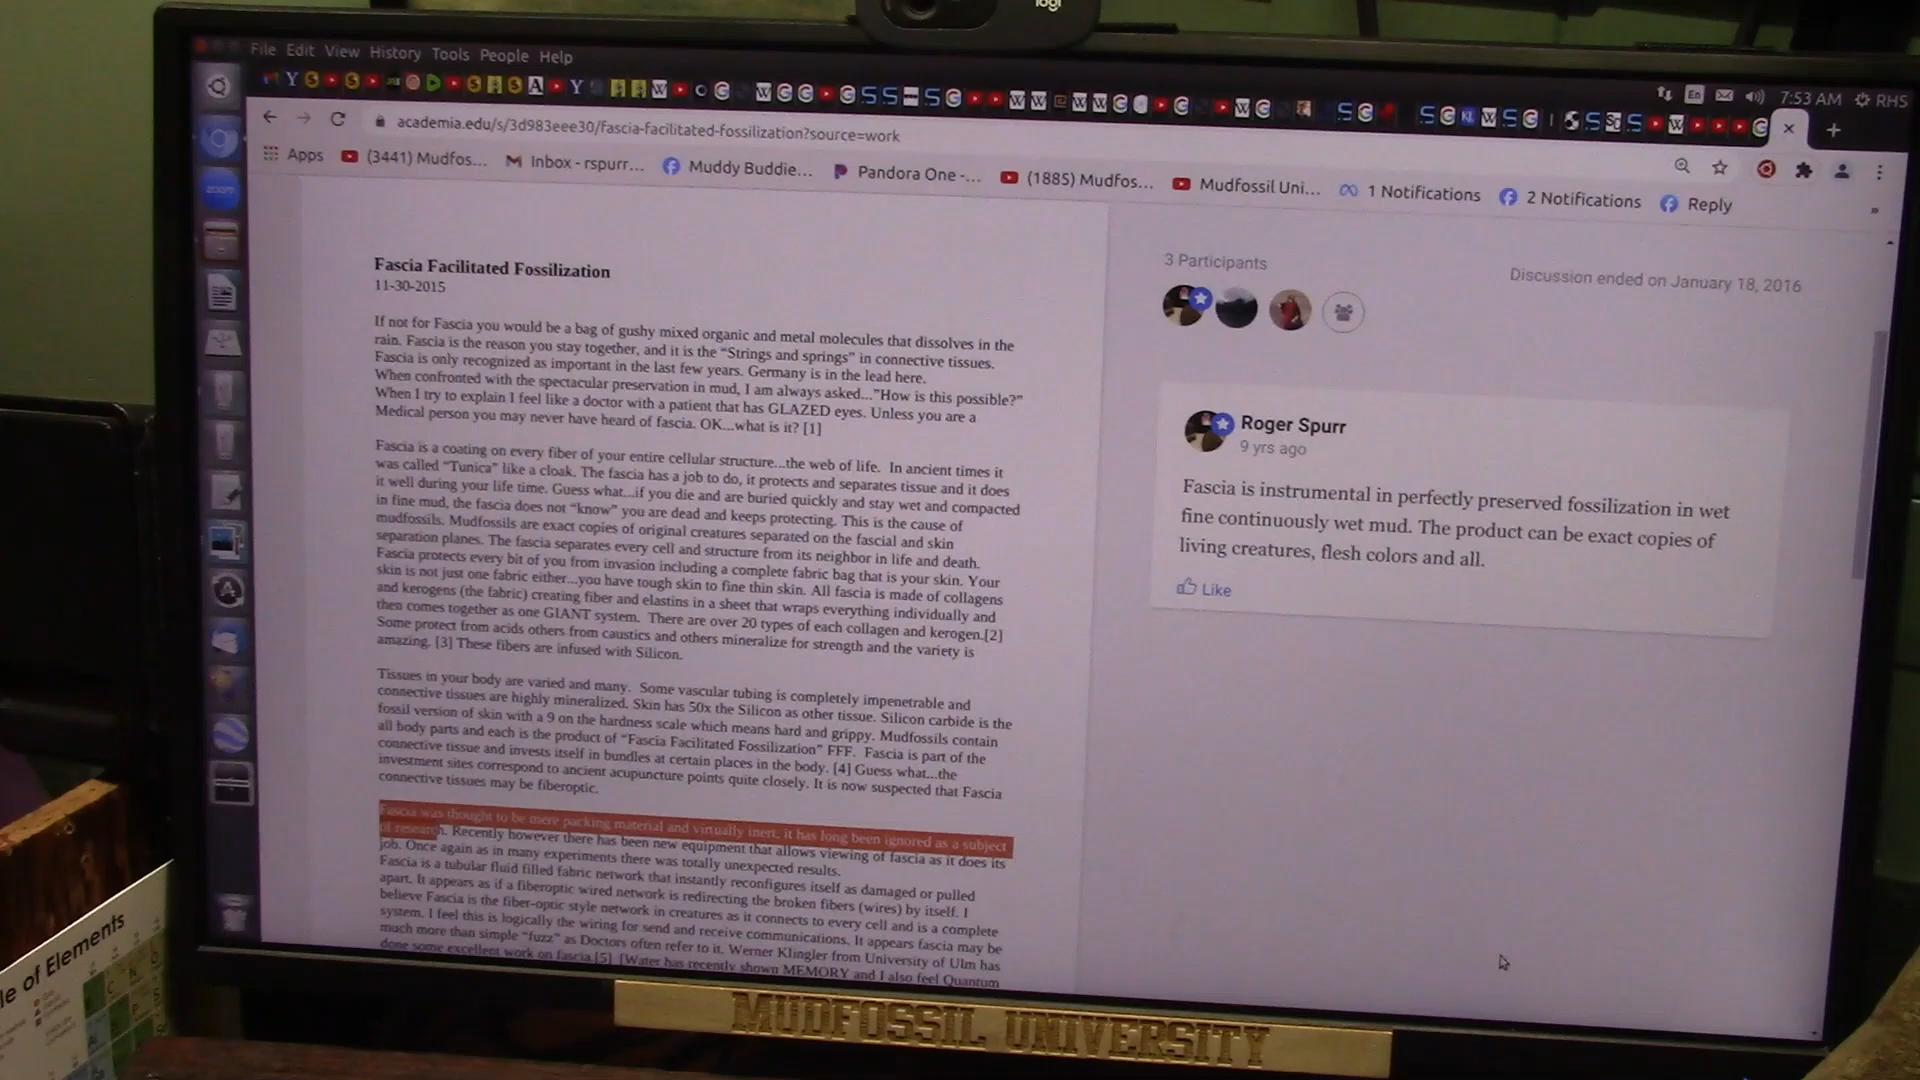 logi
File Edit View History Tools People Help
En
7:53 AM
RHS
academia.edu/s/3d983eee30/fascia-facilitated-fossilization?source=work
Apps
(3441) Mudfos...
Inbox - rspurr...
Muddy Buddie...
Pandora One -...
(1885) Mudfos...
Mudfossil Uni...
1 Notifications
2 Notifications
Reply
Fascia Facilitated Fossilization
11-30-2015
If not for Fascia you would be a bag of gushy mixed organic and metal molecules that dissolves in the
rain. Fascia is the reason you stay together, and it is the “Strings and springs” in connective tissues.
Fascia is only recognized as important in the last few years. Germany is in the lead here.
When confronted with the spectacular preservation in mud, I am always asked...”How is this possible?”
When I try to explain I feel like a doctor with a patient that has GLAZED eyes. Unless you are a
Medical person you may never have heard of fascia. OK...what is it? [1]
Fascia is a coating on every fiber of your entire cellular structure...the web of life. In ancient times it
was called “Tunica” like a cloak. The fascia has a job to do, it protects and separates tissue and it does
it well during your life time. Guess what...if you die and are buried quickly and stay wet and compacted
in fine mud, the fascia does not “know” you are dead and keeps protecting. This is the cause of
mudfossils. Mudfossils are exact copies of original creatures separated on the fascial and skin
separation planes. The fascia separates every cell and structure from its neighbor in life and death.
Fascia protects every bit of you from invasion including a complete fabric bag that is your skin. Your
skin is not just one fabric either...you have tough skin to fine thin skin. All fascia is made of collagens
and kerogens (the fabric) creating fiber and elastins in a sheet that wraps everything individually and
then comes together as one GIANT system. There are over 20 types of each collagen and kerogen.[2]
Some protect from acids others from caustics and others mineralize for strength and the variety is
amazing. [3] These fibers are infused with Silicon.
Tissues in your body are varied and many. Some vascular tubing is completely impenetrable and
connective tissues are highly mineralized. Skin has 50x the Silicon as other tissue. Silicon carbide is the
fossil version of skin with a 9 on the hardness scale which means hard and grippy. Mudfossils contain
all body parts and each is the product of “Fascia Facilitated Fossilization” FFF. Fascia is part of the
connective tissue and invests itself in bundles at certain places in the body. [4] Guess what...the
investment sites correspond to ancient acupuncture points quite closely. It is now suspected that Fascia
connective tissues may be fiberoptic.
Fascia was thought to be mere packing material and virtually inert, it has long been ignored as a subject
of research. Recently however there has been new equipment that allows viewing of fascia as it does its
job. Once again as in many experiments there was totally unexpected results.
Fascia is a tubular fluid filled fabric network that instantly reconfigures itself as damaged or pulled
apart. It appears as if a fiberoptic wired network is redirecting the broken fibers (wires) by itself. I
believe Fascia is the fiber-optic style network in creatures as it connects to every cell and is a complete
system. I feel this is logically the wiring for send and receive communications. It appears fascia may be
much more than simple “fuzz” as Doctors often refer to it. Werner Klingler from University of Ulm has
done some excellent work on fascia.[5] [Water has recently shown MEMORY and I also feel Quantum
3 Participants
Discussion ended on January 18, 2016
Roger Spurr
9 yrs ago
Fascia is instrumental in perfectly preserved fossilization in wet
fine continuously wet mud. The product can be exact copies of
living creatures, flesh colors and all.
Like
zoom
le of Elements
MUDFOSSIL UNIVERSITY